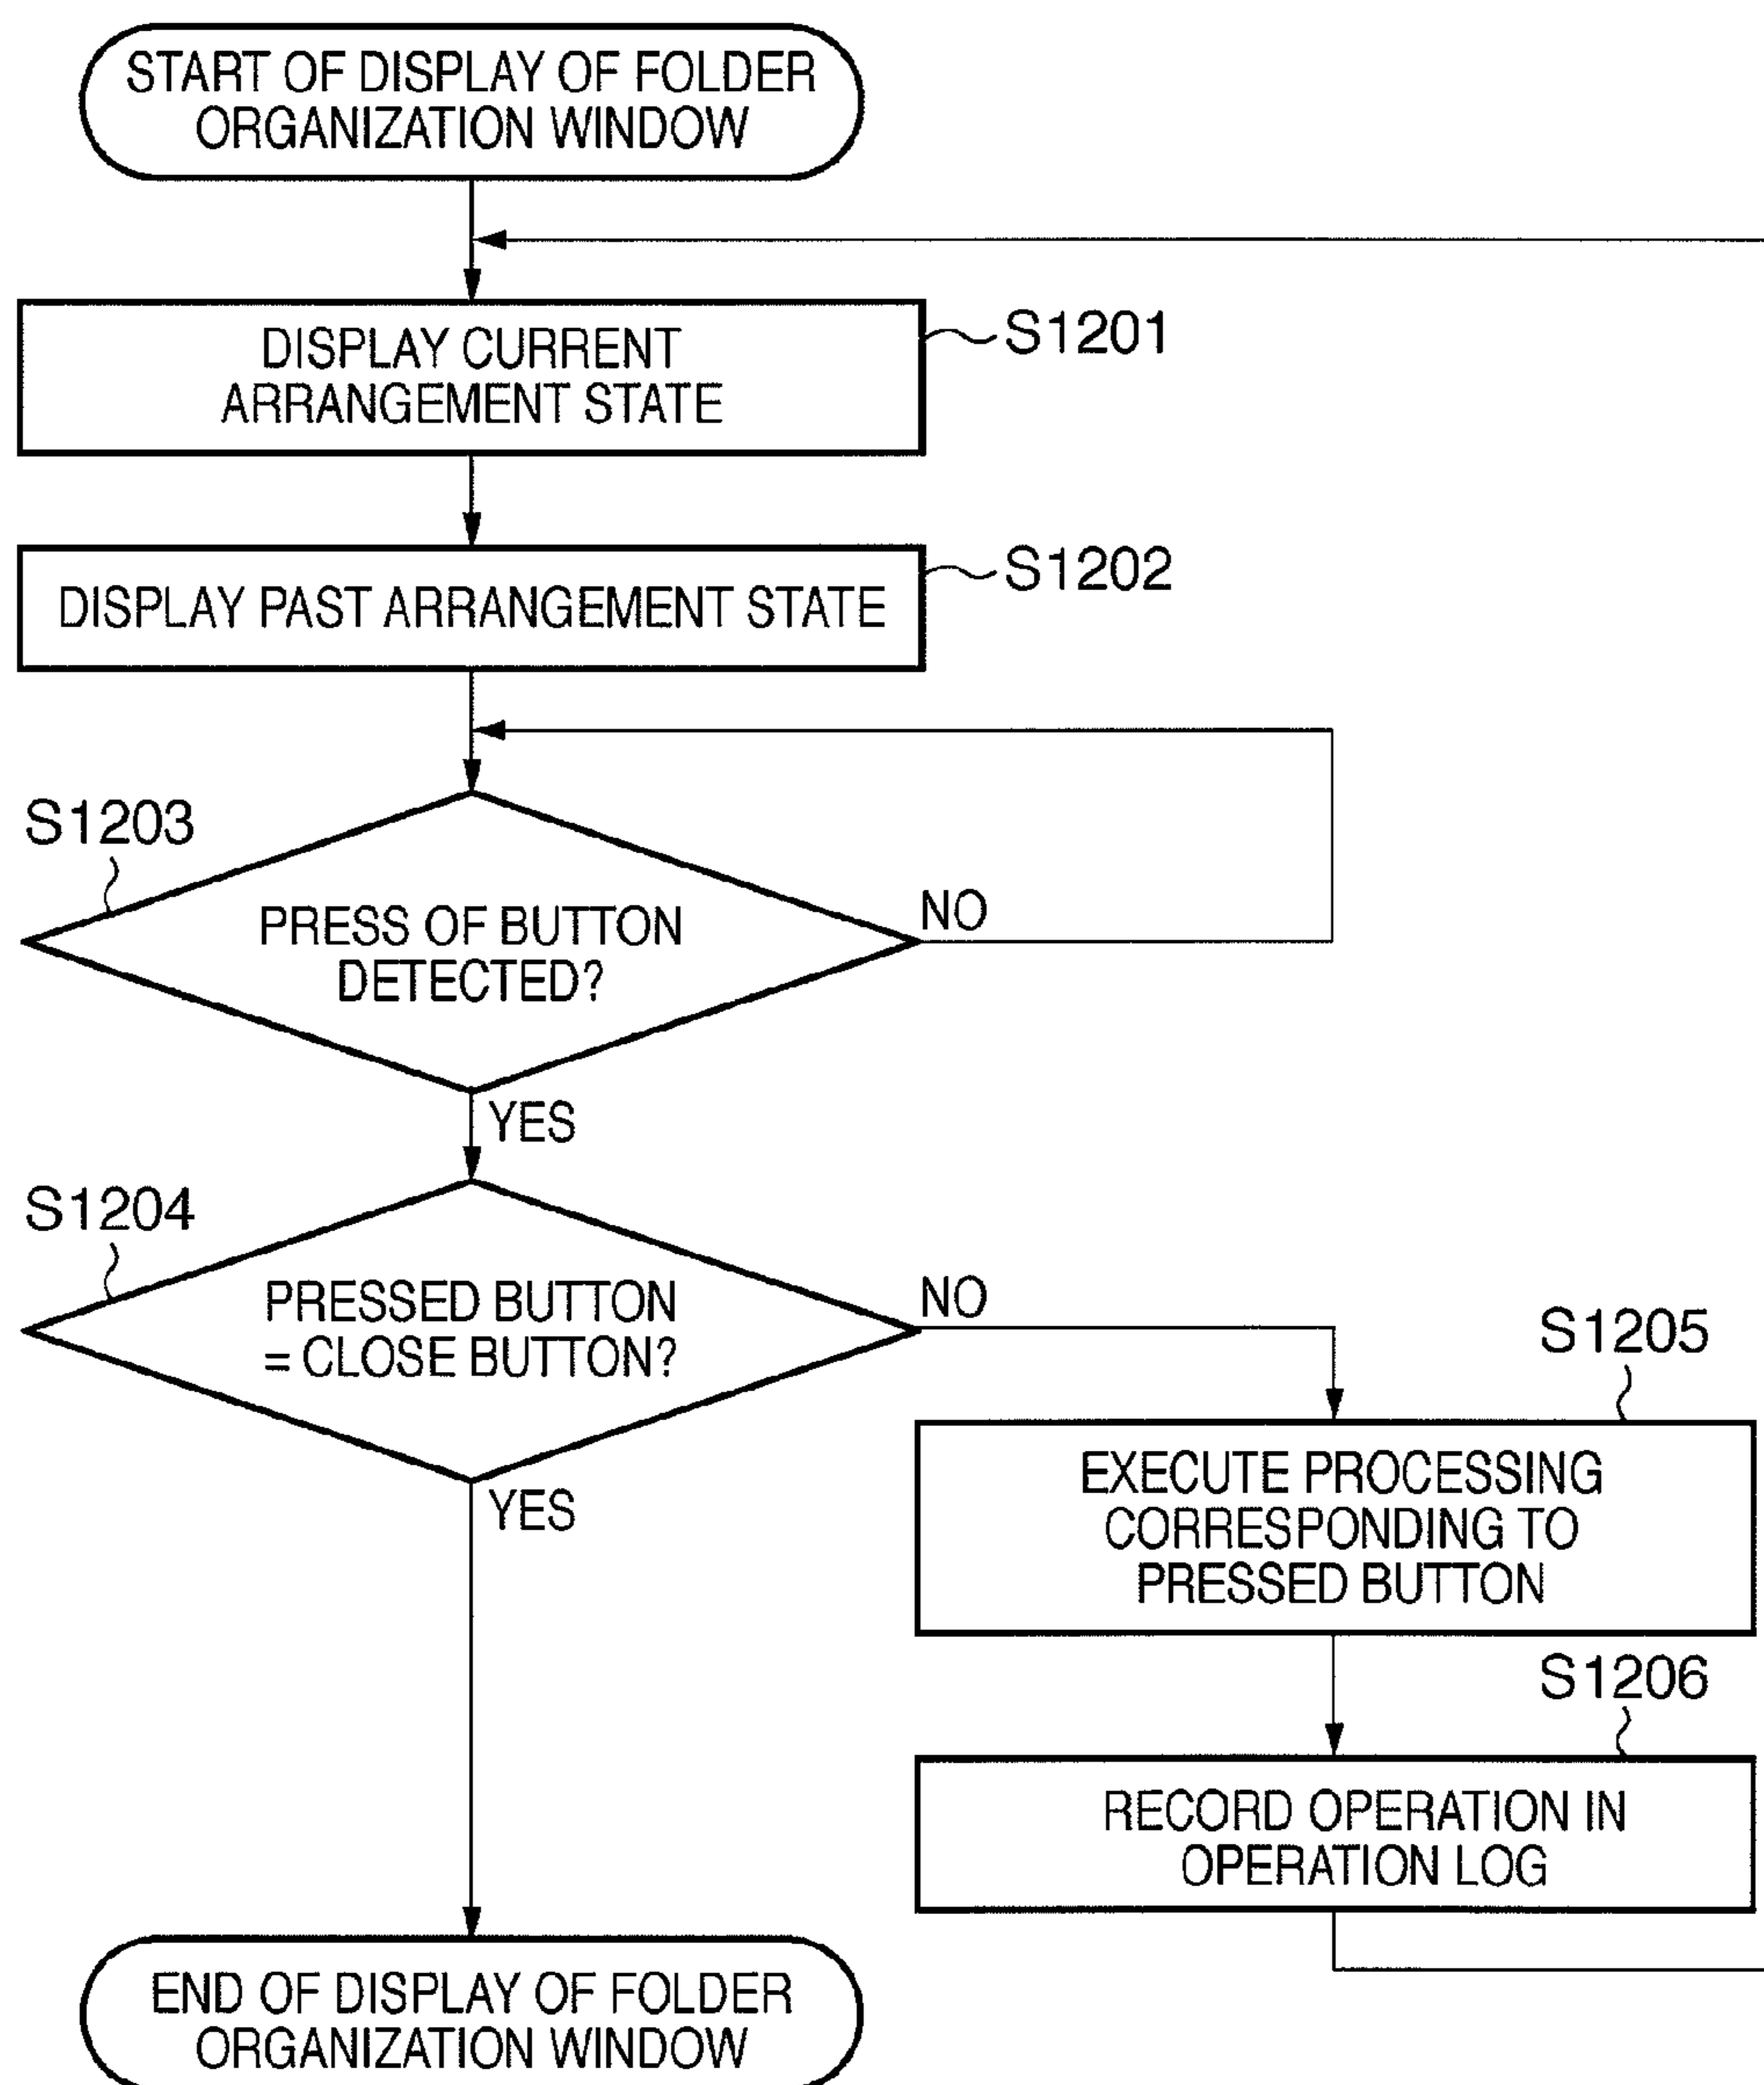 START OF DISPLAY OF FOLDER
ORGANIZATION WINDOW
DISPLAY CURRENT
ARRANGEMENT STATE
S1201
DISPLAY PAST ARRANGEMENT STATE
S1202
S1203
PRESS OF BUTTON
DETECTED?
NO
YES
S1204
PRESSED BUTTON
= CLOSE BUTTON?
NO
YES
S1205
EXECUTE PROCESSING
CORRESPONDING TO
PRESSED BUTTON
S1206
RECORD OPERATION IN
OPERATION LOG
END OF DISPLAY OF FOLDER
ORGANIZATION WINDOW